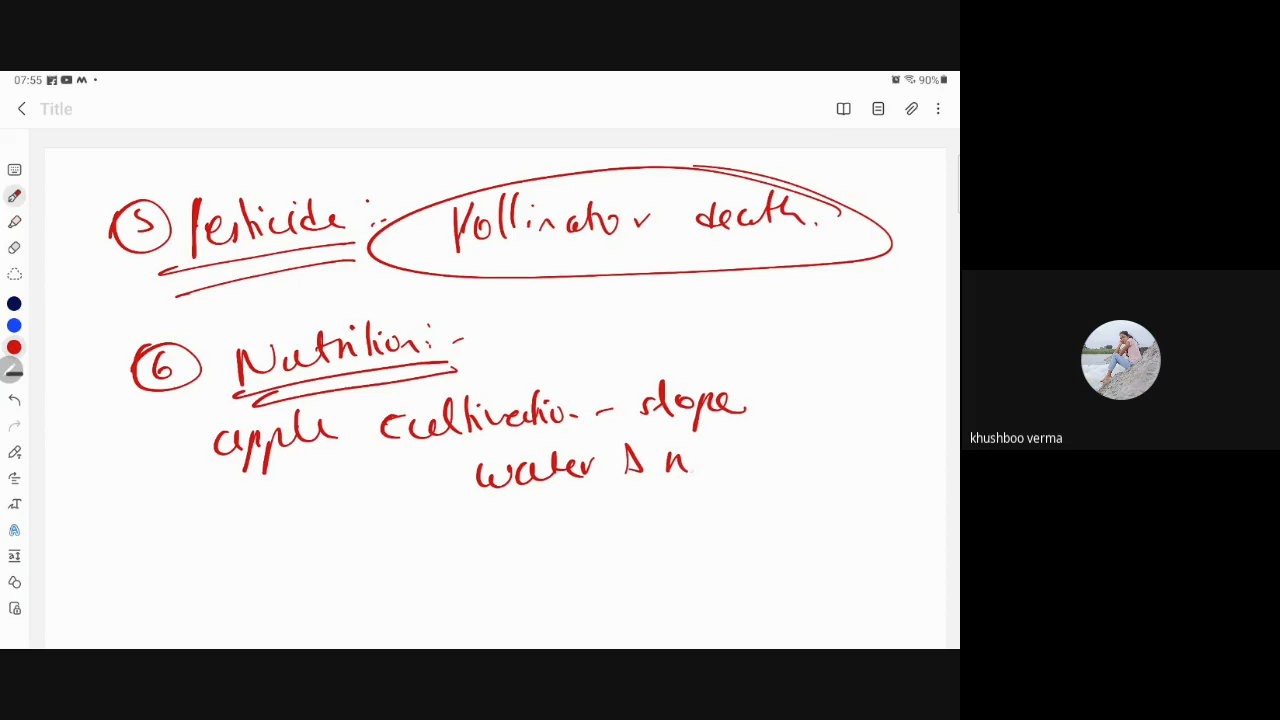 07:55
90%
Title
5 Pesticide :- Pollinator death.
6 Nutrition :-
apple cultivation - slope
water & n
khushboo verma